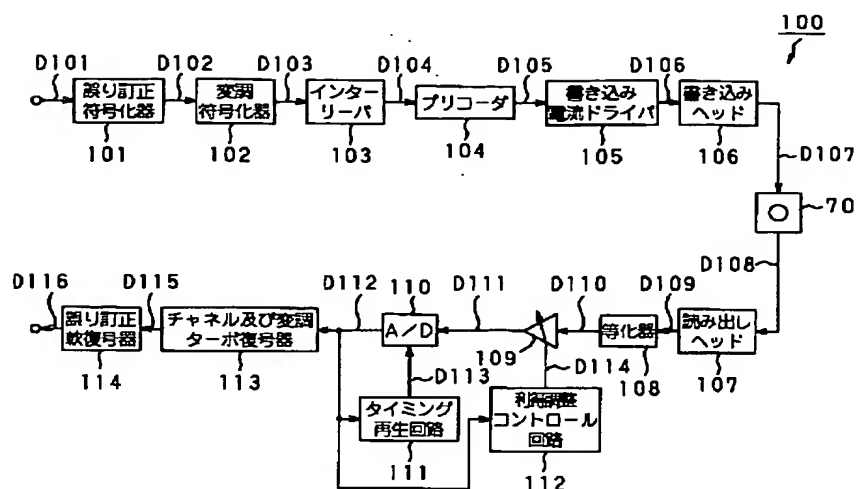 100
D101
D102
D103
D104
D105
D106
誤り訂正
符号化器
変調
符号化器
インター
リーバ
プリコーダ
書き込み
電流ドライバ
書き込み
ヘッド
101
102
103
104
105
106
D107
70
D108
D116
D115
D112
110
D111
D110
D109
誤り訂正
軟復号器
チャネル及び変調
ターボ復号器
A/D
等化器
読み出し
ヘッド
109
D114
108
107
114
113
D113
タイミング
再生回路
利得調整
コントロール
回路
111
112